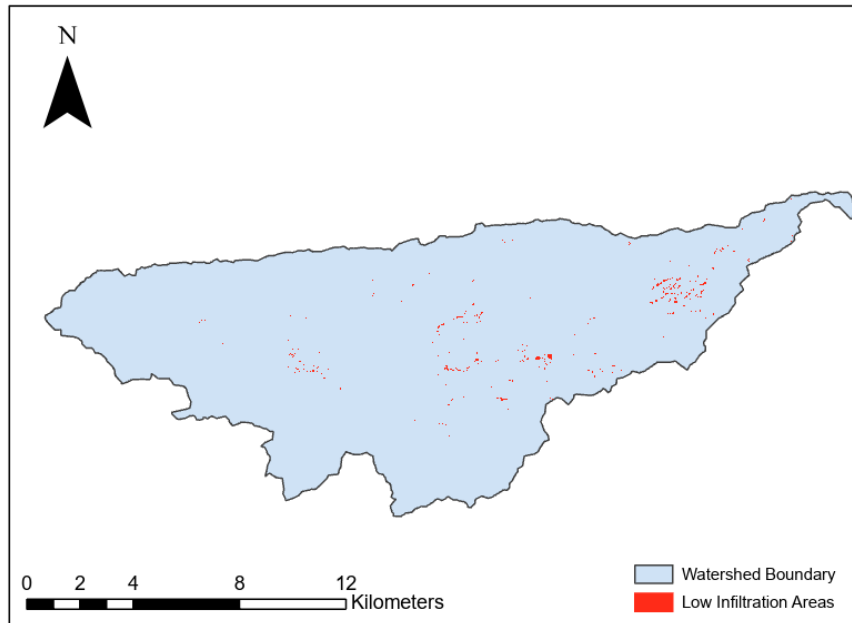 N
0 2 4 8 12
Kilometers
Watershed Boundary
Low Infiltration Areas